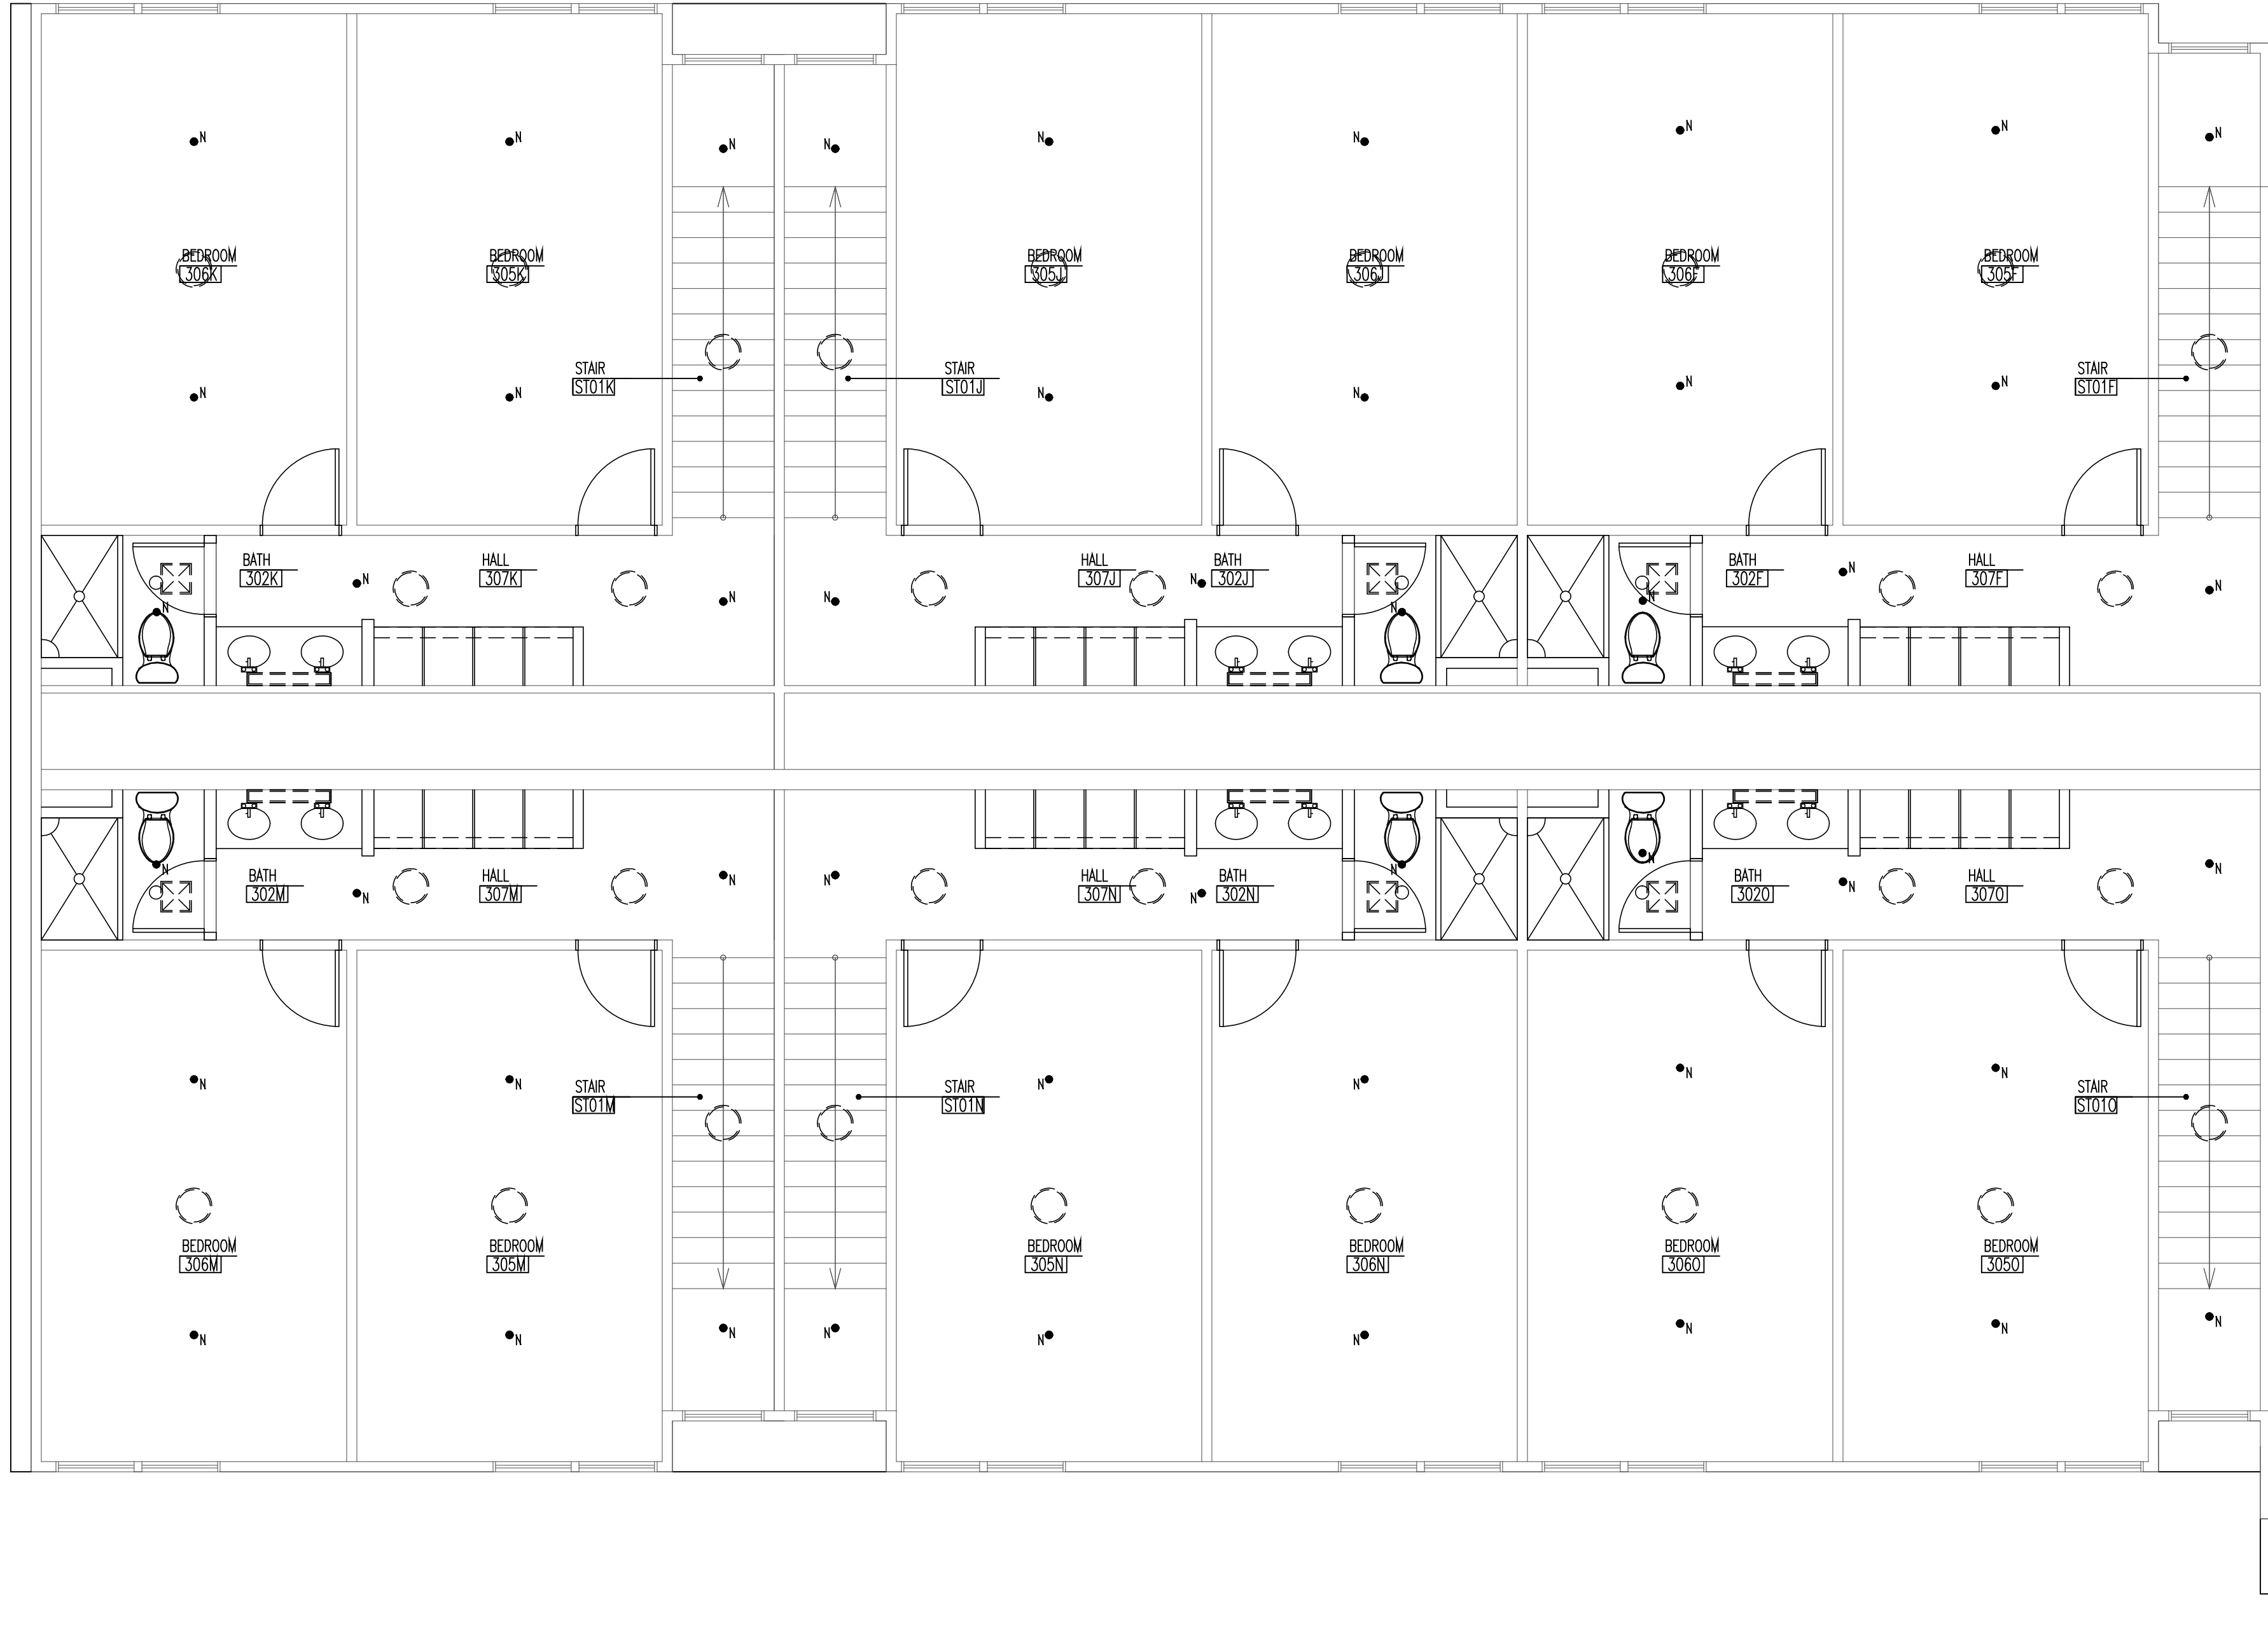 N
N
N
N
N
N
N
N
N
BEDROOM
306K
BEDROOM
305K
BEDROOM
305J
BEDROOM
306J
BEDROOM
306F
BEDROOM
305F
STAIR
ST01K
STAIR
ST01J
STAIR
ST01F
N
N
N
N
N
N
BATH
302K
N
HALL
307K
HALL
307J
N
BATH
302J
BATH
302F
N
HALL
307F
N
N
N
N
N
N
N
N
N
N
N
N
N
BATH
302M
N
HALL
307M
HALL
307N
N
BATH
302N
BATH
302O
N
HALL
307O
N
N
N
N
N
N
STAIR
ST01M
STAIR
ST01N
STAIR
ST01O
BEDROOM
306M
BEDROOM
305M
BEDROOM
305N
BEDROOM
306N
BEDROOM
306O
BEDROOM
305O
N
N
N
N
N
N
N
N
N